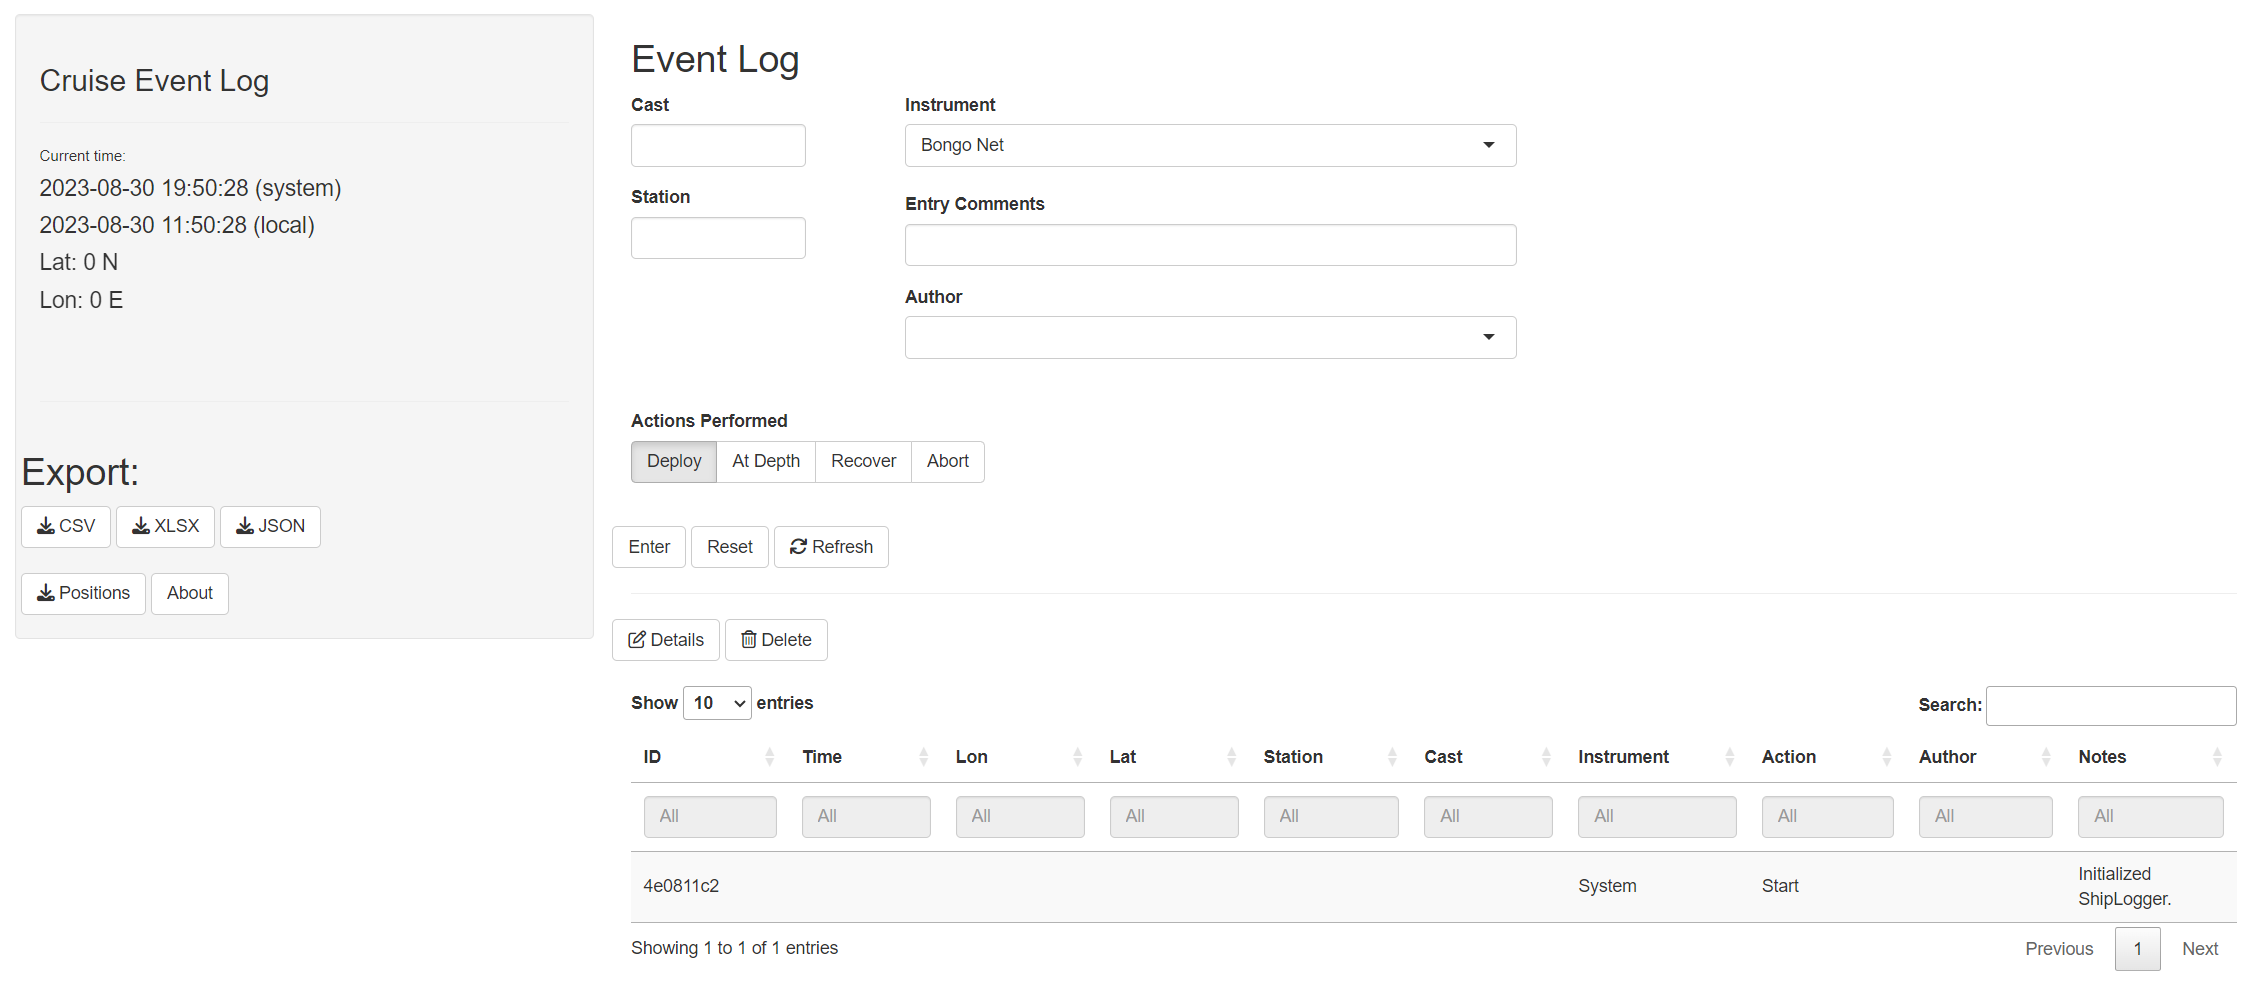 Cruise Event Log
Current time:
2023-08-30 19:50:28 (system)
2023-08-30 11:50:28 (local)
Lat: 0 N
Lon: 0 E
Export:
CSV XLSX JSON
Positions About
Event Log
Cast Instrument
Bongo Net
Station Entry Comments
Author
Actions Performed
Deploy At Depth Recover Abort
Enter Reset Refresh
Details Delete
Show 10 entries Search:
ID Time Lon Lat Station Cast Instrument Action Author Notes
All All All All All All All All All All
4e0811c2 System Start Initialized
ShipLogger.
Showing 1 to 1 of 1 entries Previous 1 Next